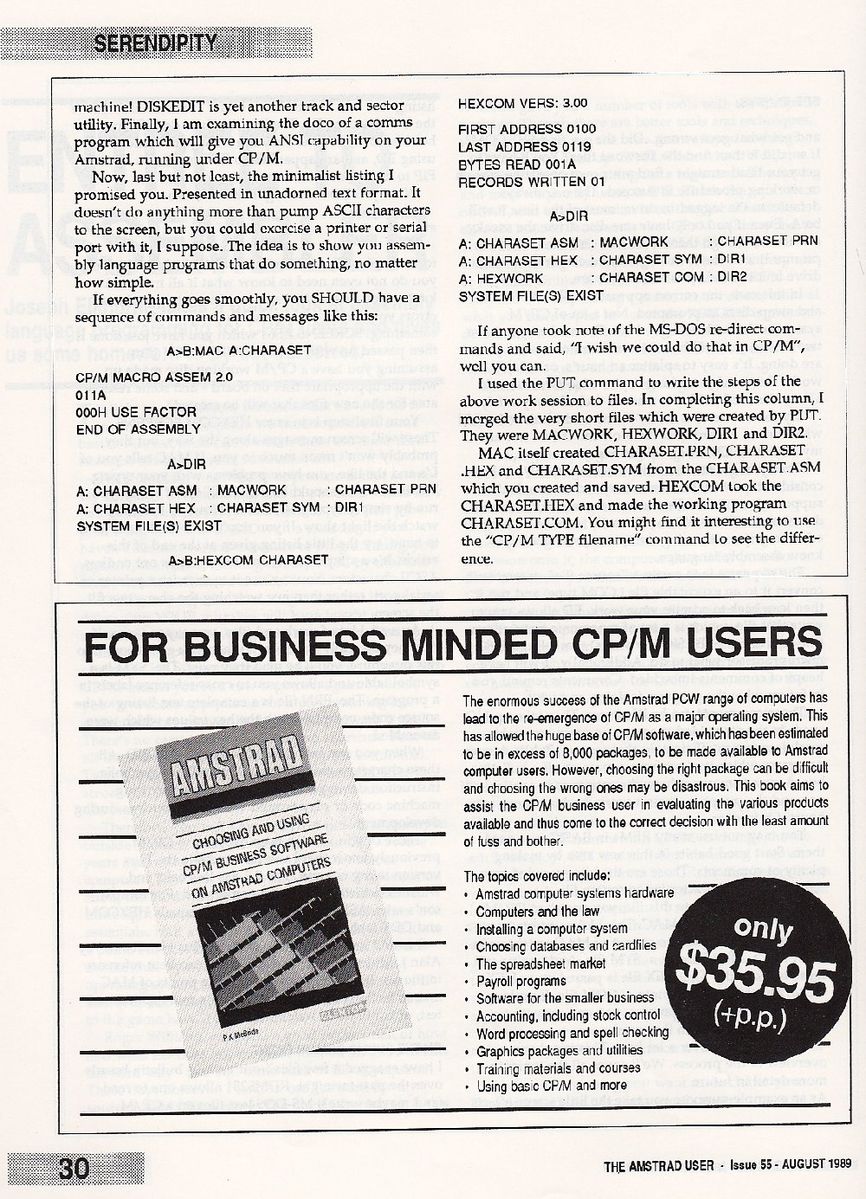 SERENDIPITY
machine! DISKEDIT is yet another track and sector
utility. Finally, I am examining the doco of a comms
program which will give you ANSI capability on your
Amstrad, running under CP/M.
Now, last but not least, the minimalist listing I
promised you. Presented in unadorned text format. It
doesn't do anything more than pump ASCII characters
to the screen, but you could exercise a printer or serial
port with it, I suppose. The idea is to show you assem-
bly language programs that do something, no matter
how simple.
If everything goes smoothly, you SHOULD have a
sequence of commands and messages like this:
A>B:MAC A:CHARASET
CP/M MACRO ASSEM 2.0
011A
000H USE FACTOR
END OF ASSEMBLY
A>DIR
A: CHARASET ASM : MACWORK : CHARASET PRN
A: CHARASET HEX : CHARASET SYM : DIR1
SYSTEM FILE(S) EXIST
A>B:HEXCOM CHARASET
HEXCOM VERS: 3.00
FIRST ADDRESS 0100
LAST ADDRESS 0119
BYTES READ 001A
RECORDS WRITTEN 01
A>DIR
A: CHARASET ASM : MACWORK : CHARASET PRN
A: CHARASET HEX : CHARASET SYM : DIR1
A: HEXWORK : CHARASET COM : DIR2
SYSTEM FILE(S) EXIST
If anyone took note of the MS-DOS re-direct com-
mands and said, "I wish we could do that in CP/M",
well you can.
I used the PUT command to write the steps of the
above work session to files. In completing this column, I
merged the very short files which were created by PUT.
They were MACWORK, HEXWORK, DIR1 and DIR2.
MAC itself created CHARASET.PRN, CHARASET
.HEX and CHARASET.SYM from the CHARASET.ASM
which you created and saved. HEXCOM took the
CHARASET.HEX and made the working program
CHARASET.COM. You might find it interesting to use
the "CP/M TYPE filename" command to see the differ-
ence.
FOR BUSINESS MINDED CP/M USERS
AMSTRAD
CHOOSING AND USING
CP/M BUSINESS SOFTWARE
ON AMSTRAD COMPUTERS
The enormous success of the Amstrad PCW range of computers has
lead to the re-emergence of CP/M as a major operating system. This
has allowed the huge base of CP/M software, which has been estimated
to be in excess of 8,000 packages, to be made available to Amstrad
computer users. However, choosing the right package can be difficult
and choosing the wrong ones may be disastrous. This book aims to
assist the CP/M business user in evaluating the various products
available and thus come to the correct decision with the least amount
of fuss and bother.
The topics covered include:
• Amstrad computer systems hardware
• Computers and the law
• Installing a computer system
• Choosing databases and cardfiles
• The spreadsheet market
• Payroll programs
• Software for the smaller business
• Accounting, including stock control
• Word processing and spell checking
• Graphics packages and utilities
• Training materials and courses
• Using basic CP/M and more
only
$35.95
(+p.p.)
30
THE AMSTRAD USER - Issue 55 - AUGUST 1989